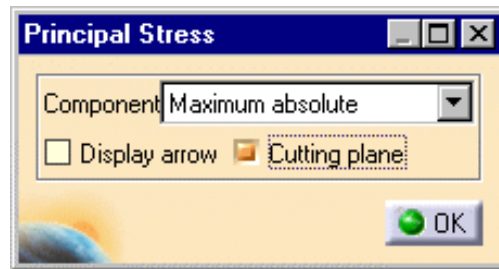 Principal Stress
Component Maximum absolute
Display arrow Cutting plane
OK